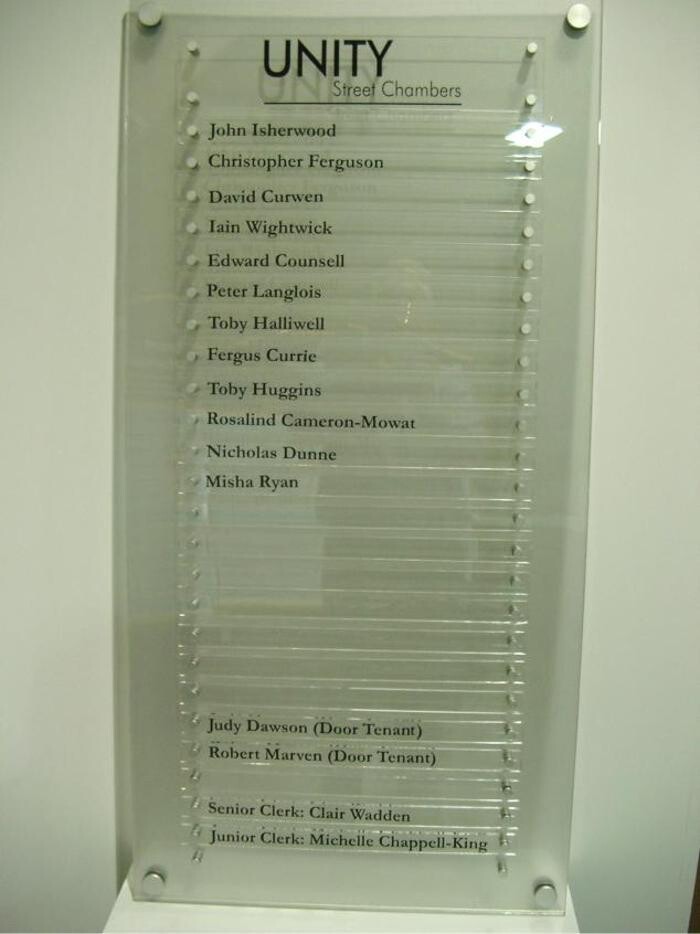 UNITY
Street Chambers
John Isherwood
Christopher Ferguson
David Curwen
Iain Wightwick
Edward Counsell
Peter Langlois
Toby Halliwell
Fergus Currie
Toby Huggins
Rosalind Cameron-Mowat
Nicholas Dunne
Misha Ryan
Judy Dawson (Door Tenant)
Robert Marven (Door Tenant)
Senior Clerk: Clair Wadden
Junior Clerk: Michelle Chappell-King